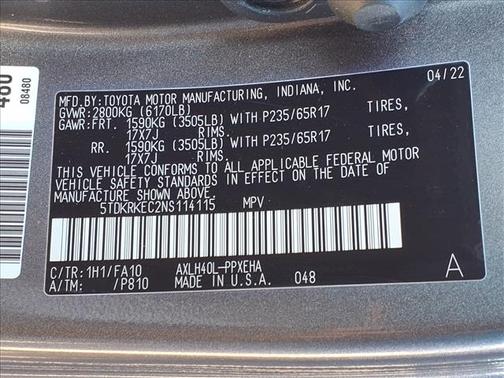 460
08480
MFD.BY:TOYOTA MOTOR MANUFACTURING, INDIANA, INC.
04/22
GVWR:2800KG (6170LB)
GAWR:FRT. 1590KG (3505LB) WITH P235/65R17 TIRES,
17X7J RIMS.
RR. 1590KG (3505LB) WITH P235/65R17 TIRES,
17X7J RIMS.
THIS VEHICLE CONFORMS TO ALL APPLICABLE FEDERAL MOTOR
VEHICLE SAFETY STANDARDS IN EFFECT ON THE DATE OF
MANUFACTURE SHOWN ABOVE.
5TDKRKEC2NS114115 MPV
C/TR:1H1/FA10 AXLH40L-PPXEHA
A/TM: /P810 MADE IN U.S.A. 048
A